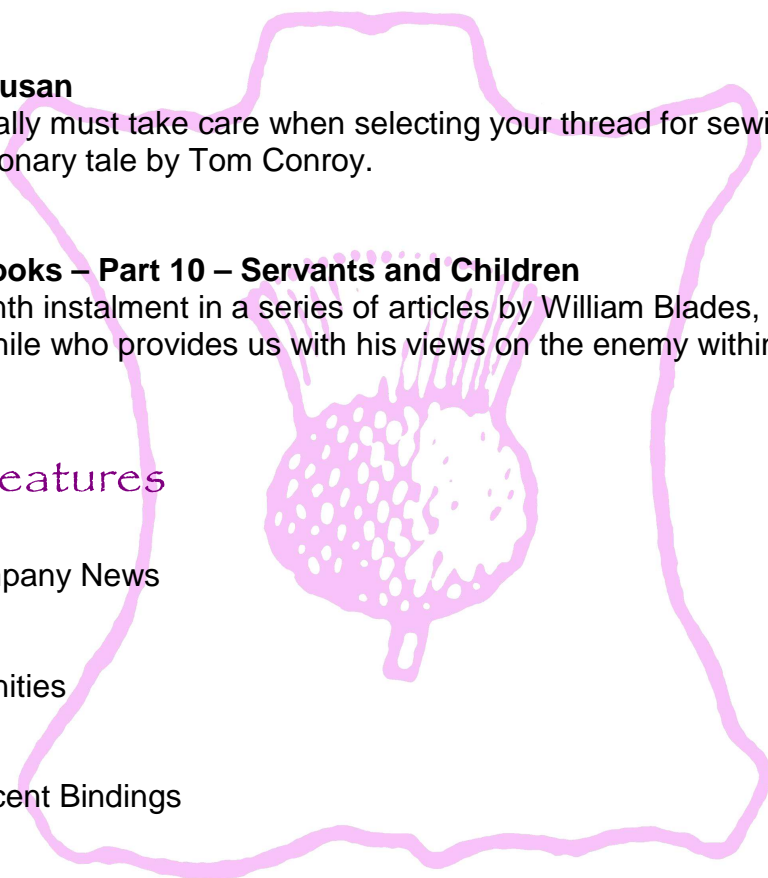 usan
ally must take care when selecting your thread for sewi
onary tale by Tom Conroy.
ooks – Part 10 – Servants and Children
nth instalment in a series of articles by William Blades,
hile who provides us with his views on the enemy within
eatures
pany News
nities
cent Bindings